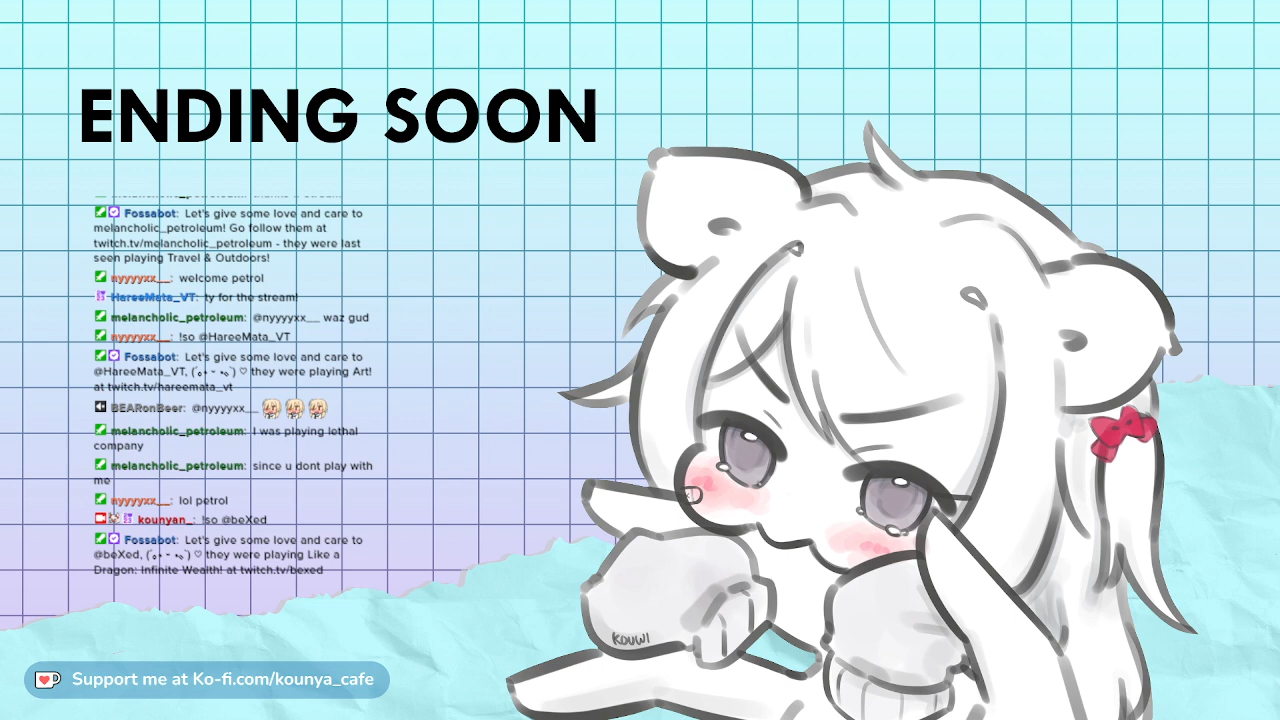 ENDING SOON
Fossabot: Let's give some love and care to
melancholic_petroleum! Go follow them at
twitch.tv/melancholic_petroleum - they were last
seen playing Travel & Outdoors!
nyyyyxx__: welcome petrol
HareeMata_VT: ty for the stream!
melancholic_petroleum: @nyyyyxx__ waz gud
nyyyyxx__: !so @HareeMata_VT
Fossabot: Let's give some love and care to
@HareeMata_VT, (´｡• ᵕ •｡`) ♡ they were playing Art!
at twitch.tv/hareemata_vt
BEARonBeer: @nyyyyxx__
melancholic_petroleum: I was playing lethal
company
melancholic_petroleum: since u dont play with
me
nyyyyxx__: lol petrol
kounyan_: !so @beXed
Fossabot: Let's give some love and care to
@beXed, (´｡• ᵕ •｡`) ♡ they were playing Like a
Dragon: Infinite Wealth! at twitch.tv/bexed
KOUWI
Support me at Ko-fi.com/kounya_cafe